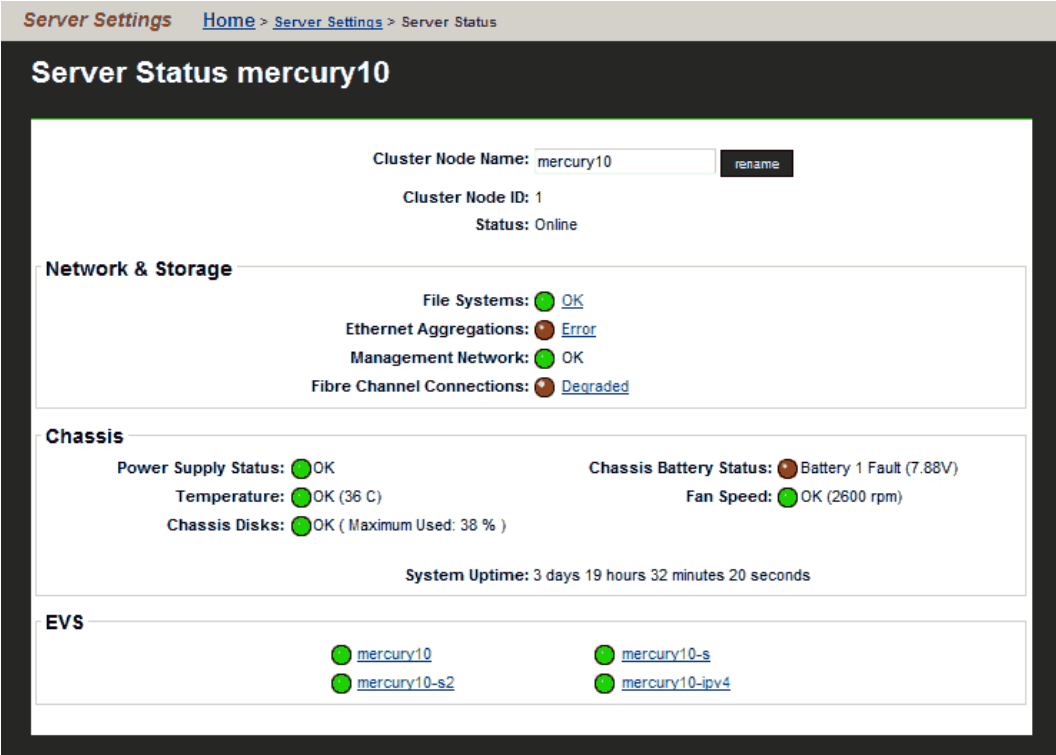 Server Settings Home > Server Settings > Server Status
Server Status mercury10
Cluster Node Name: mercury10 rename
Cluster Node ID: 1
Status: Online
Network & Storage
File Systems: OK
Ethernet Aggregations: Error
Management Network: OK
Fibre Channel Connections: Degraded
Chassis
Power Supply Status: OK Chassis Battery Status: Battery 1 Fault (7.88V)
Temperature: OK (36 C) Fan Speed: OK (2600 rpm)
Chassis Disks: OK ( Maximum Used: 38 % )
System Uptime: 3 days 19 hours 32 minutes 20 seconds
EVS
mercury10 mercury10-s
mercury10-s2 mercury10-ipv4